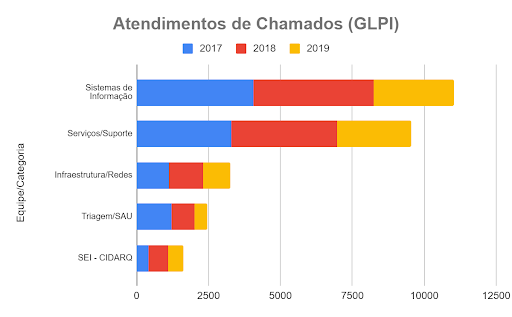 Atendimentos de Chamados (GLPI)
2017 2018 2019
Equipe/Categoria
Sistemas de
Informação
Serviços/Suporte
Infraestrutura/Redes
Triagem/SAU
SEI - CIDARQ
0 2500 5000 7500 10000 12500